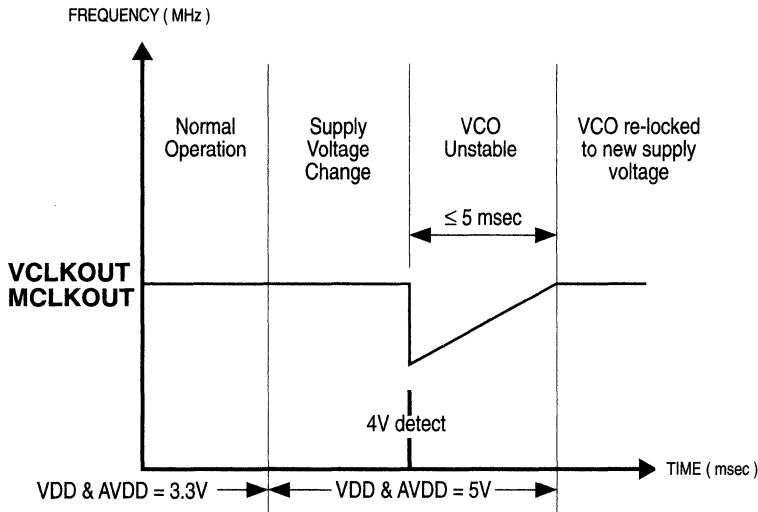 FREQUENCY ( MHz )
Normal
Operation
Supply
Voltage
Change
VCO
Unstable
VCO re-locked
to new supply
voltage
≤ 5 msec
VCLKOUT
MCLKOUT
4V detect
TIME ( msec )
VDD & AVDD = 3.3V
VDD & AVDD = 5V